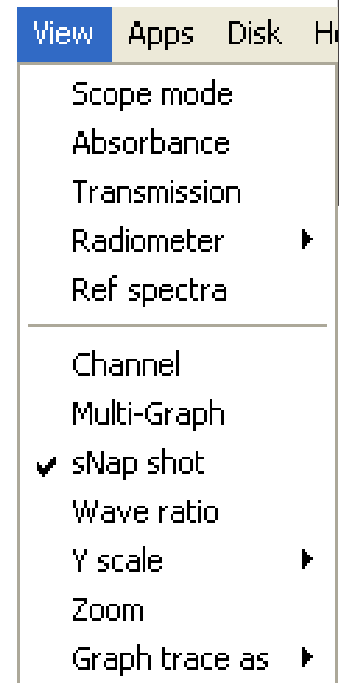 View Apps Disk
Scope mode
Absorbance
Transmission
Radiometer
Ref spectra
Channel
Multi-Graph
sNap shot
Wave ratio
Y scale
Zoom
Graph trace as